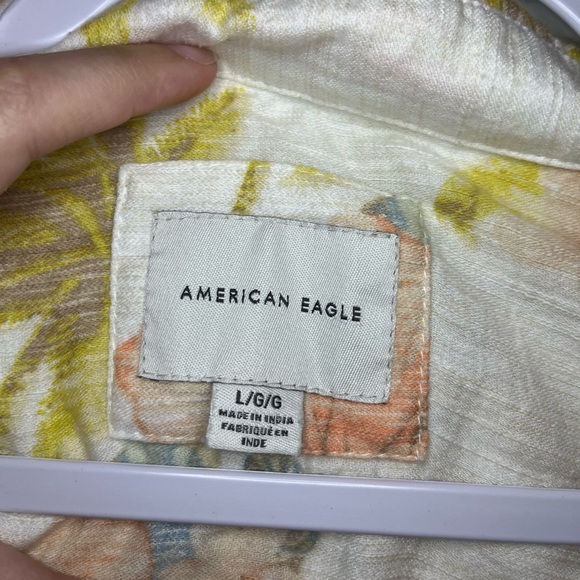 AMERICAN EAGLE
L/G/G
MADE IN INDIA
FABRIQUÉ EN
INDE